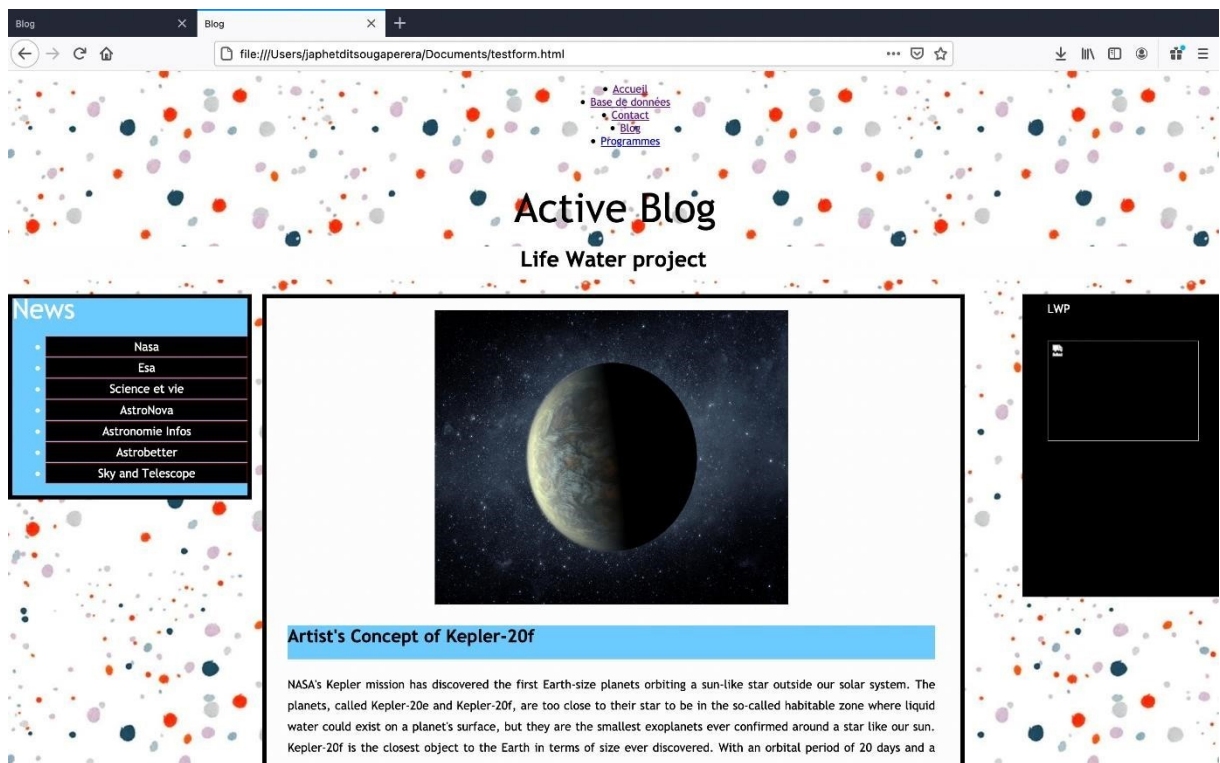 Blog
Blog
file:///Users/japhetditsougaperera/Documents/testform.html
Accueil
Base de données
Contact
Blog
Programmes
Active Blog
Life Water project
News
Nasa
Esa
Science et vie
AstroNova
Astronomie Infos
Astrobetter
Sky and Telescope
LWP
Artist's Concept of Kepler-20f
NASA's Kepler mission has discovered the first Earth-size planets orbiting a sun-like star outside our solar system. The
planets, called Kepler-20e and Kepler-20f, are too close to their star to be in the so-called habitable zone where liquid
water could exist on a planet's surface, but they are the smallest exoplanets ever confirmed around a star like our sun.
Kepler-20f is the closest object to the Earth in terms of size ever discovered. With an orbital period of 20 days and a